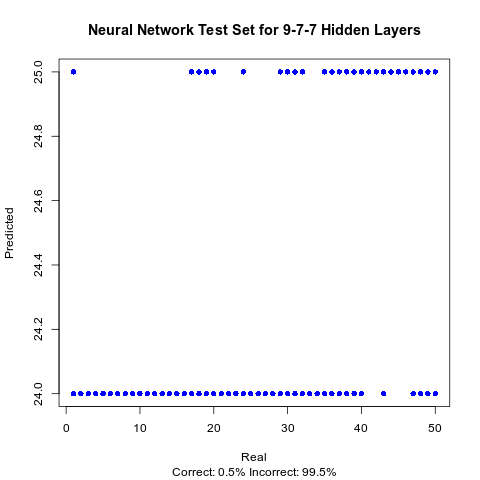 Neural Network Test Set for 9-7-7 Hidden Layers
Predicted
25.0
24.8
24.6
24.4
24.2
24.0
0 10 20 30 40 50
Real
Correct: 0.5% Incorrect: 99.5%